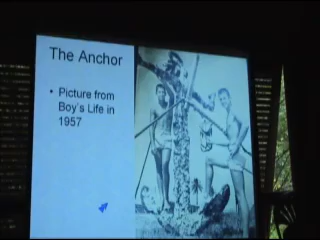 The Anchor
• Picture from
Boy's Life in
1957